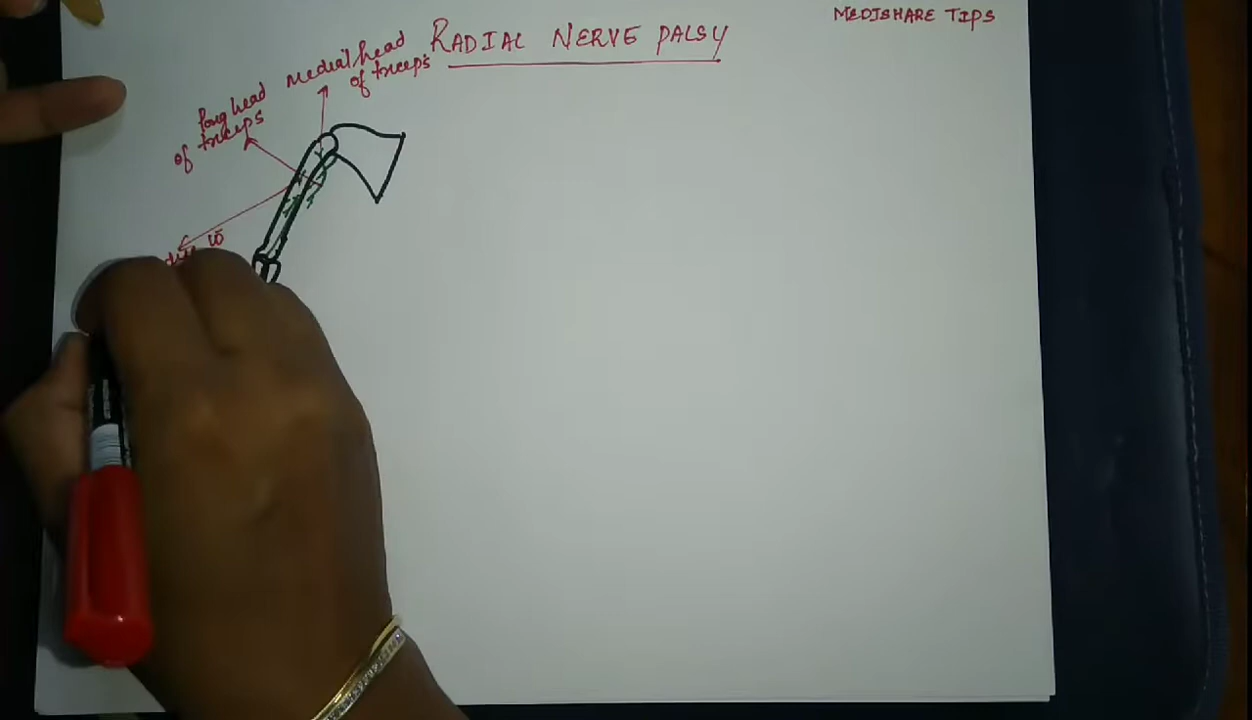 MEDISHARE TIPS
RADIAL NERVE PALSY
Medial head
of triceps
long head
of triceps